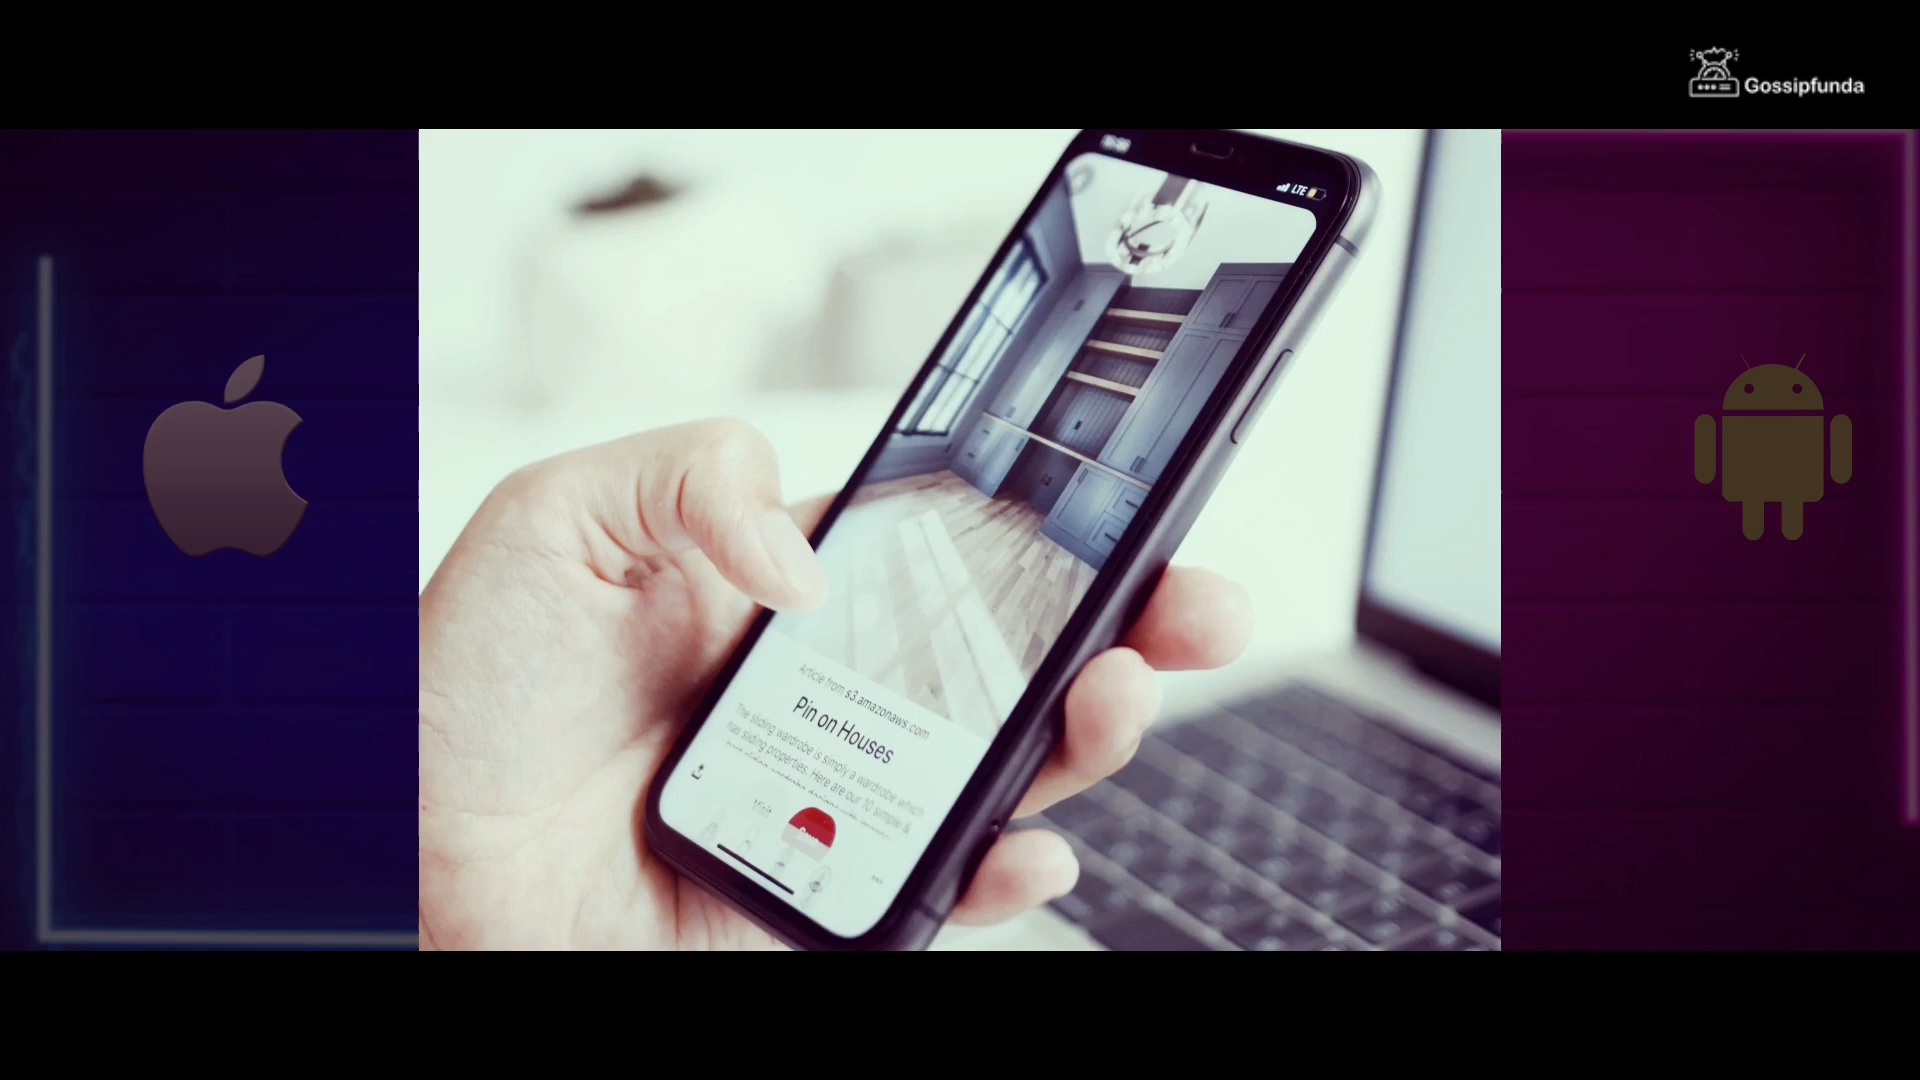 Gossipfunda
LTE
Article from s3.amazonaws.com
Pin on Houses
The sliding wardrobe is simply a wardrobe which
has sliding properties. Here are our 10 simple &
Visit